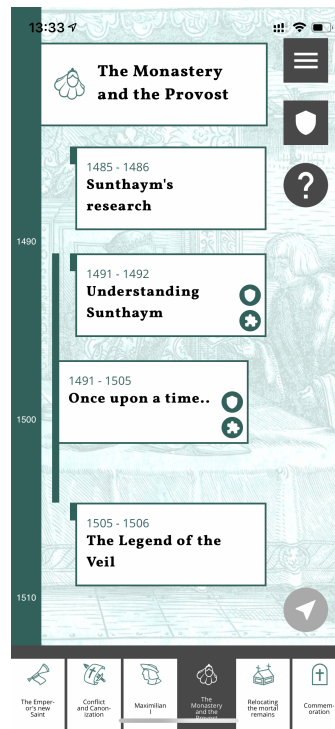 13:33
The Monastery
and the Provost
1485 - 1486
Sunthaym's
research
1490
1491 - 1492
Understanding
Sunthaym
1491 - 1505
Once upon a time..
1500
1505 - 1506
The Legend of the
Veil
1510
The Emper-
or's new
Saint
Conflict
and Canon-
ization
Maximilian
I
The
Monastery
and the
Provost
Relocating
the mortal
remains
Commem-
oration